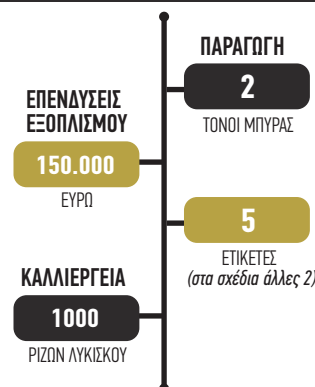 ΠΑΡΑΓΩΓΗ
2
ΤΟΝΟΙ ΜΠΥΡΑΣ
ΕΠΕΝΔΥΣΕΙΣ
ΕΞΟΠΛΙΣΜΟΥ
150.000
ΕΥΡΩ
5
ΕΤΙΚΕΤΕΣ
(στα σχέδια άλλες 2)
ΚΑΛΛΙΕΡΓΕΙΑ
1000
ΡΙΖΩΝ ΛΥΚΙΣΚΟΥ